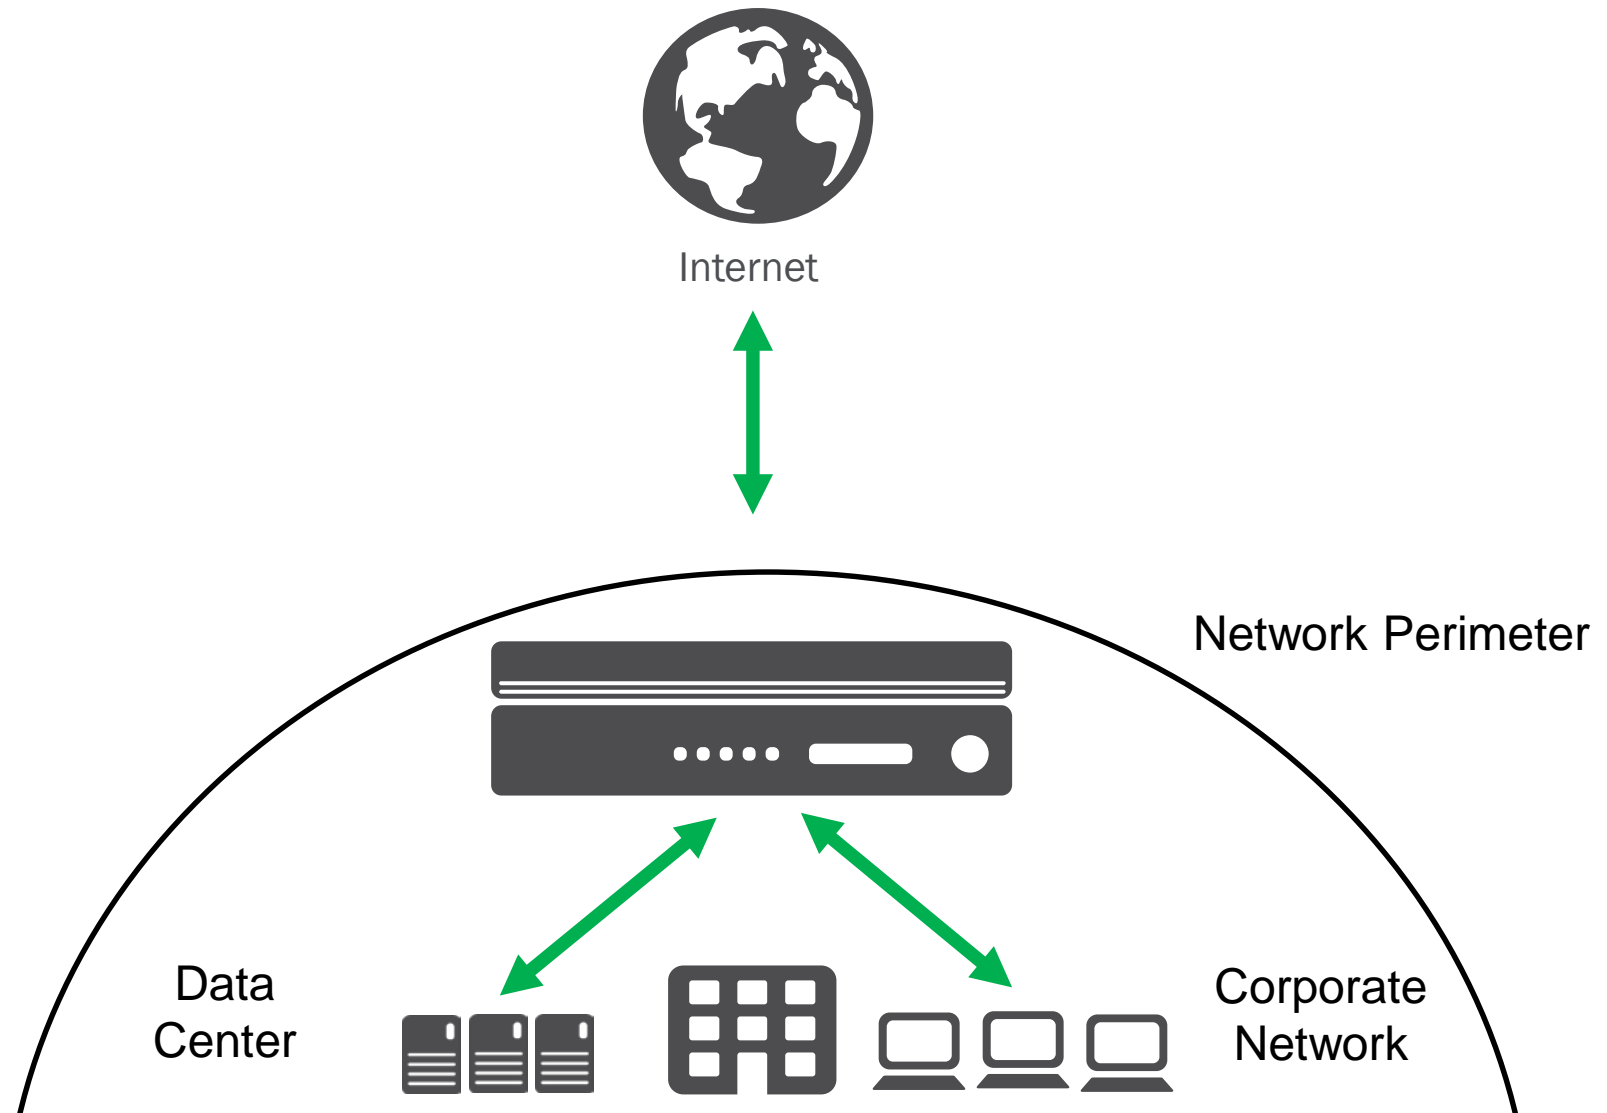 Internet
Network Perimeter
Data
Center
Corporate
Network